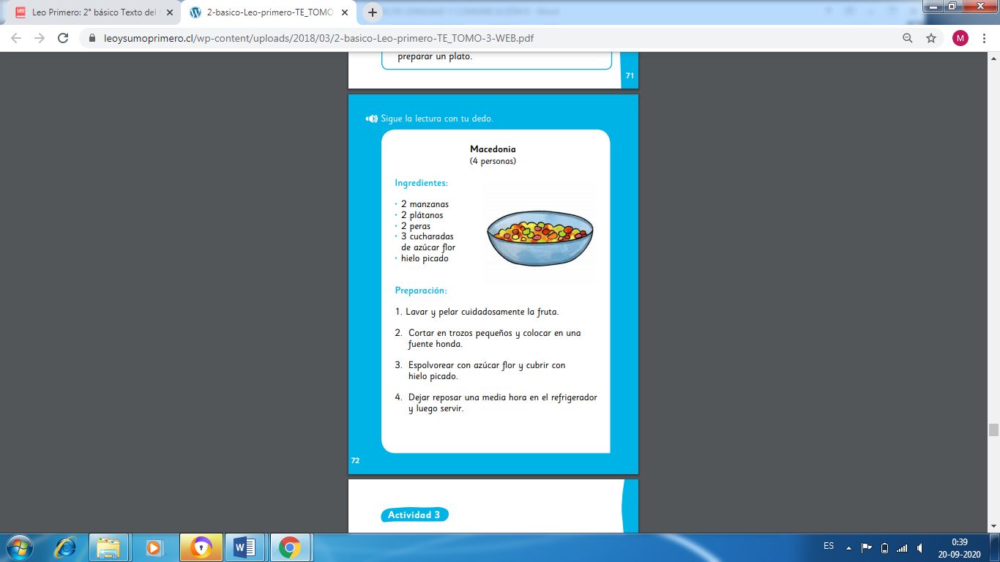 Leo Primero: 2° básico Texto del
2-basico-Leo-primero-TE_TOMO-
leoysumoprimero.cl/wp-content/uploads/2018/03/2-basico-Leo-primero-TE_TOMO-3-WEB.pdf
M
preparar un plato.
71
Sigue la lectura con tu dedo.
Macedonia
(4 personas)
Ingredientes:
• 2 manzanas
• 2 plátanos
• 2 peras
• 3 cucharadas
de azúcar flor
• hielo picado
Preparación:
1. Lavar y pelar cuidadosamente la fruta.
2. Cortar en trozos pequeños y colocar en una
fuente honda.
3. Espolvorear con azúcar flor y cubrir con
hielo picado.
4. Dejar reposar una media hora en el refrigerador
y luego servir.
72
Actividad 3
ES
0:39
20-09-2020